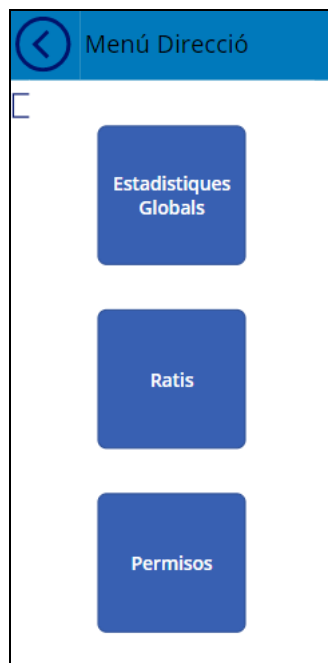 Menú Direcció
Estadistiques
Globals
Ratis
Permisos